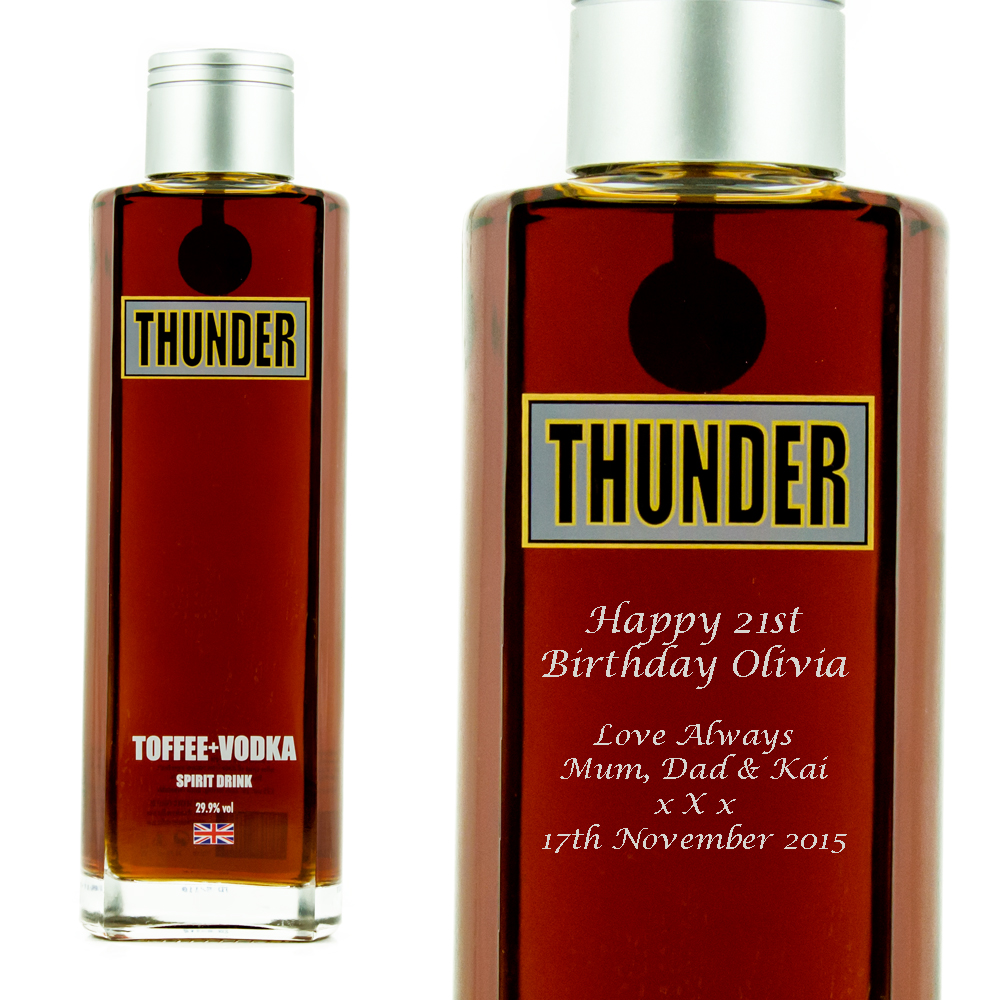 THUNDER
TOFFEE+VODKA
SPIRIT DRINK
29.9% vol
THUNDER
Happy 21st
Birthday Olivia
Love Always
Mum, Dad & Kai
x X x
17th November 2015